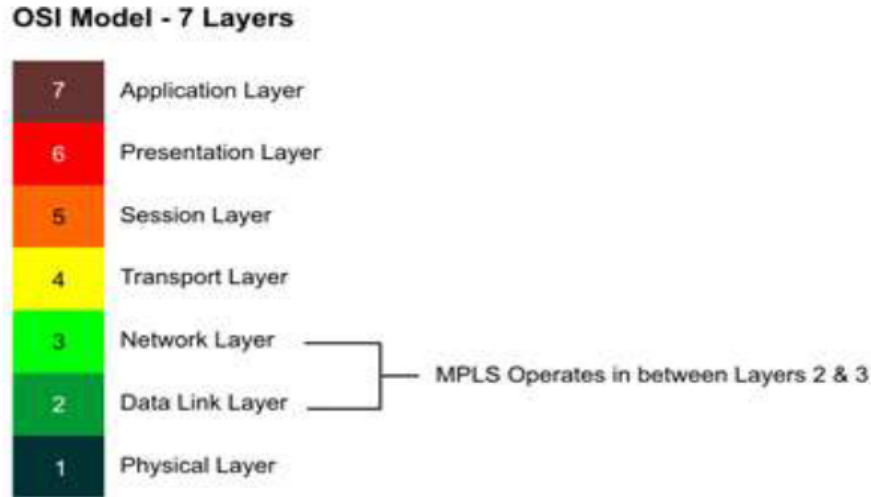 OSI Model - 7 Layers
7 Application Layer
6 Presentation Layer
5 Session Layer
4 Transport Layer
3 Network Layer
MPLS Operates in between Layers 2 & 3
2 Data Link Layer
1 Physical Layer